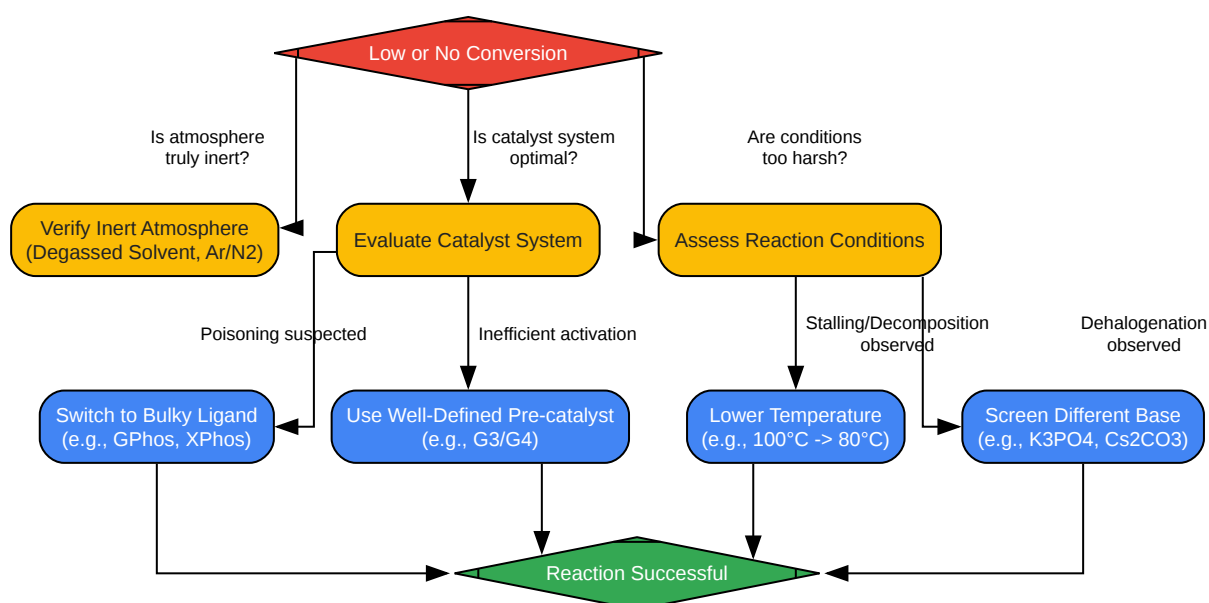 Low or No Conversion
Is atmosphere
truly inert?
Is catalyst system
optimal?
Are conditions
too harsh?
Verify Inert Atmosphere
(Degassed Solvent, Ar/N2)
Evaluate Catalyst System
Assess Reaction Conditions
Poisoning suspected
Inefficient activation
Stalling/Decomposition
observed
Dehalogenation
observed
Switch to Bulky Ligand
(e.g., GPhos, XPhos)
Use Well-Defined Pre-catalyst
(e.g., G3/G4)
Lower Temperature
(e.g., 100°C -> 80°C)
Screen Different Base
(e.g., K3PO4, Cs2CO3)
Reaction Successful